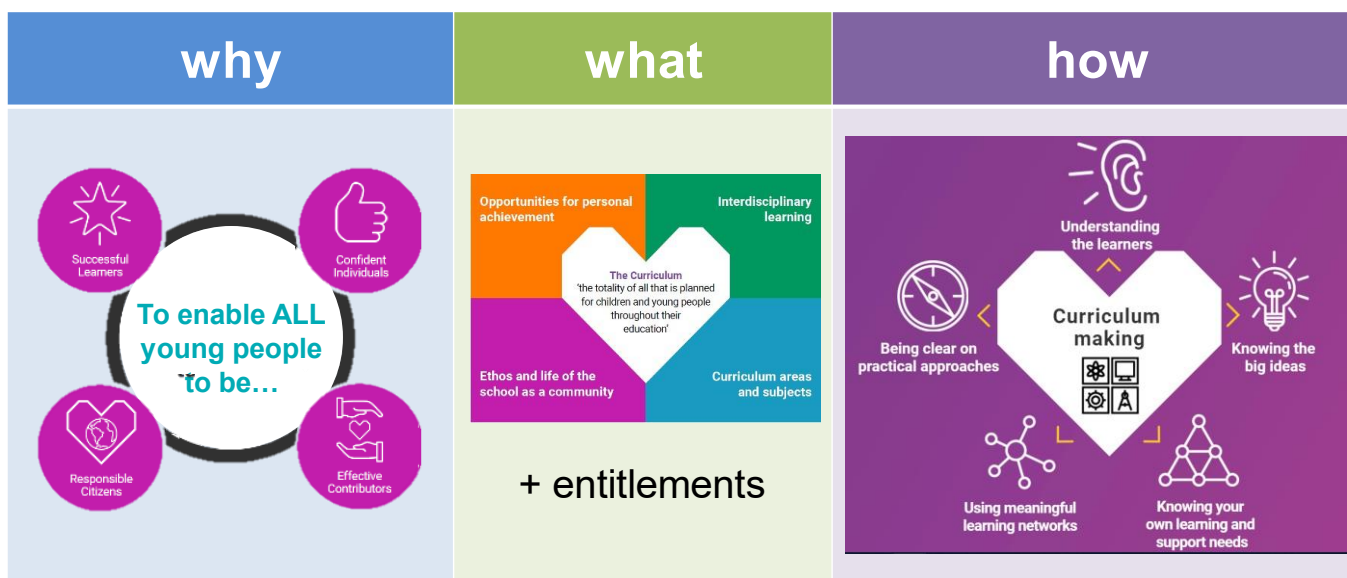 why
what
how
Successful
Learners
Confident
Individuals
To enable ALL
young people
to be…
Responsible
Citizens
Effective
Contributors
Opportunities for personal
achievement
Interdisciplinary
learning
The Curriculum
'the totality of all that is planned
for children and young people
throughout their
education'
Ethos and life of the
school as a community
Curriculum areas
and subjects
+ entitlements
Understanding
the learners
Being clear on
practical approaches
Curriculum
making
Knowing the
big ideas
Using meaningful
learning networks
Knowing your
own learning and
support needs